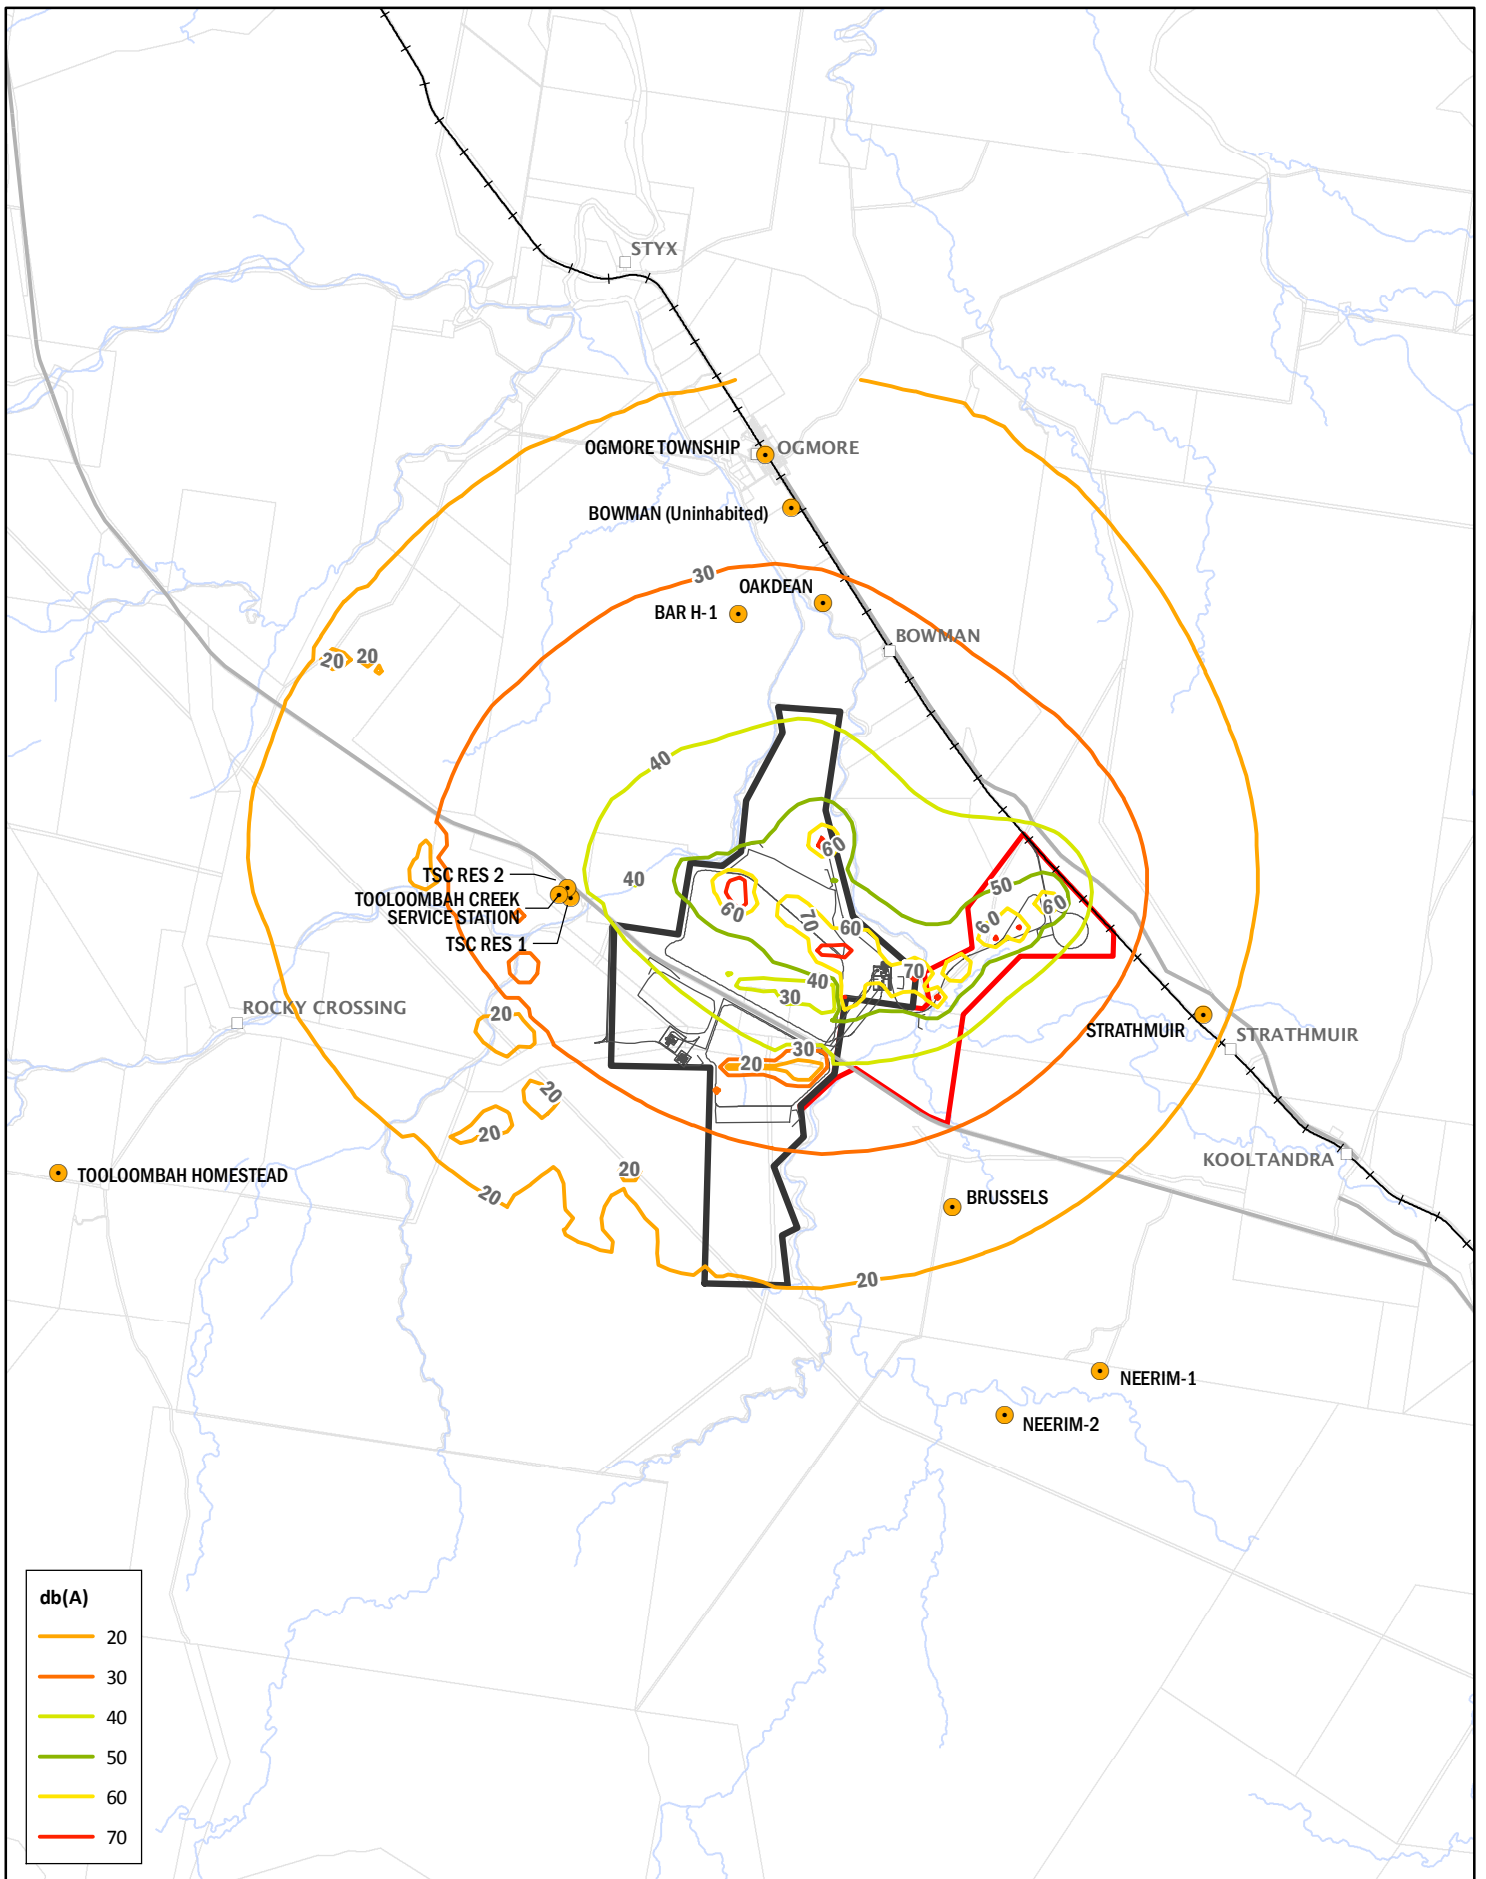 STYX
OGMORE TOWNSHIP
OGMORE
BOWMAN (Uninhabited)
30
OAKDEAN
BAR H-1
BOWMAN
20
20
40
60
TSC RES 2
40
50
TOOLOOMBAH CREEK
SERVICE STATION
60
60
70
60
60
TSC RES 1
70
40
30
ROCKY CROSSING
20
STRATHMUIR
STRATHMUIR
30
20
20
20
KOOLTANDRA
TOOLOOMBAH HOMESTEAD
20
20
BRUSSELS
20
NEERIM-1
NEERIM-2
db(A)
20
30
40
50
60
70